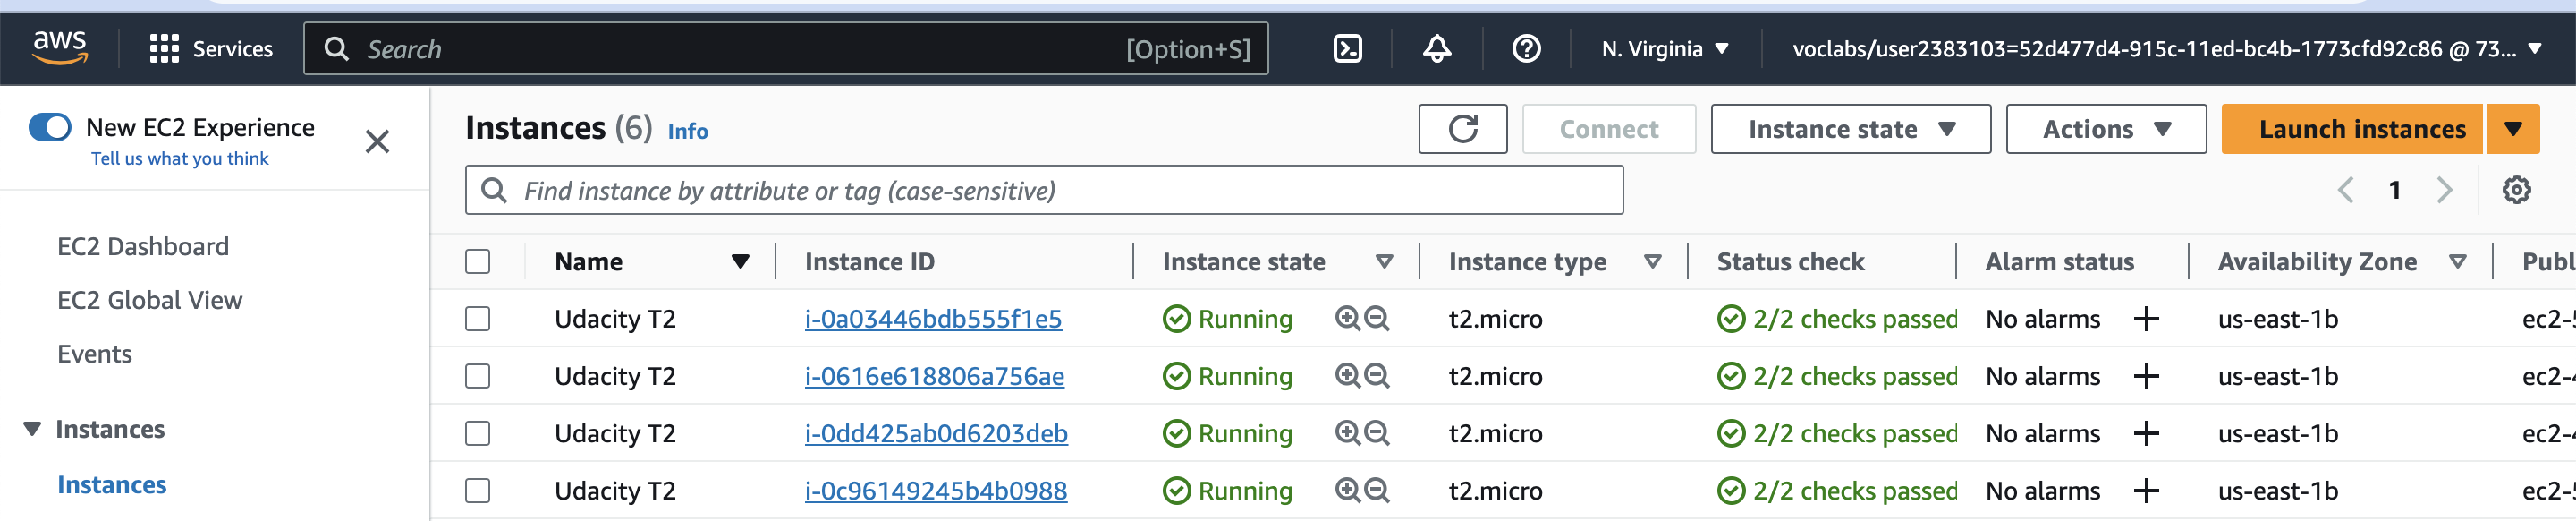 aws Services Search [Option+S] N. Virginia voclabs/user2383103=52d477d4-915c-11ed-bc4b-1773cfd92c86 @ 73...
New EC2 Experience
Tell us what you think
EC2 Dashboard
EC2 Global View
Events
Instances
Instances
Instances (6) Info Connect Instance state Actions Launch instances
Find instance by attribute or tag (case-sensitive) 1
Name Instance ID Instance state Instance type Status check Alarm status Availability Zone Publ
Udacity T2 i-0a03446bdb555f1e5 Running t2.micro 2/2 checks passed No alarms us-east-1b ec2-5
Udacity T2 i-0616e618806a756ae Running t2.micro 2/2 checks passed No alarms us-east-1b ec2-4
Udacity T2 i-0dd425ab0d6203deb Running t2.micro 2/2 checks passed No alarms us-east-1b ec2-4
Udacity T2 i-0c96149245b4b0988 Running t2.micro 2/2 checks passed No alarms us-east-1b ec2-5